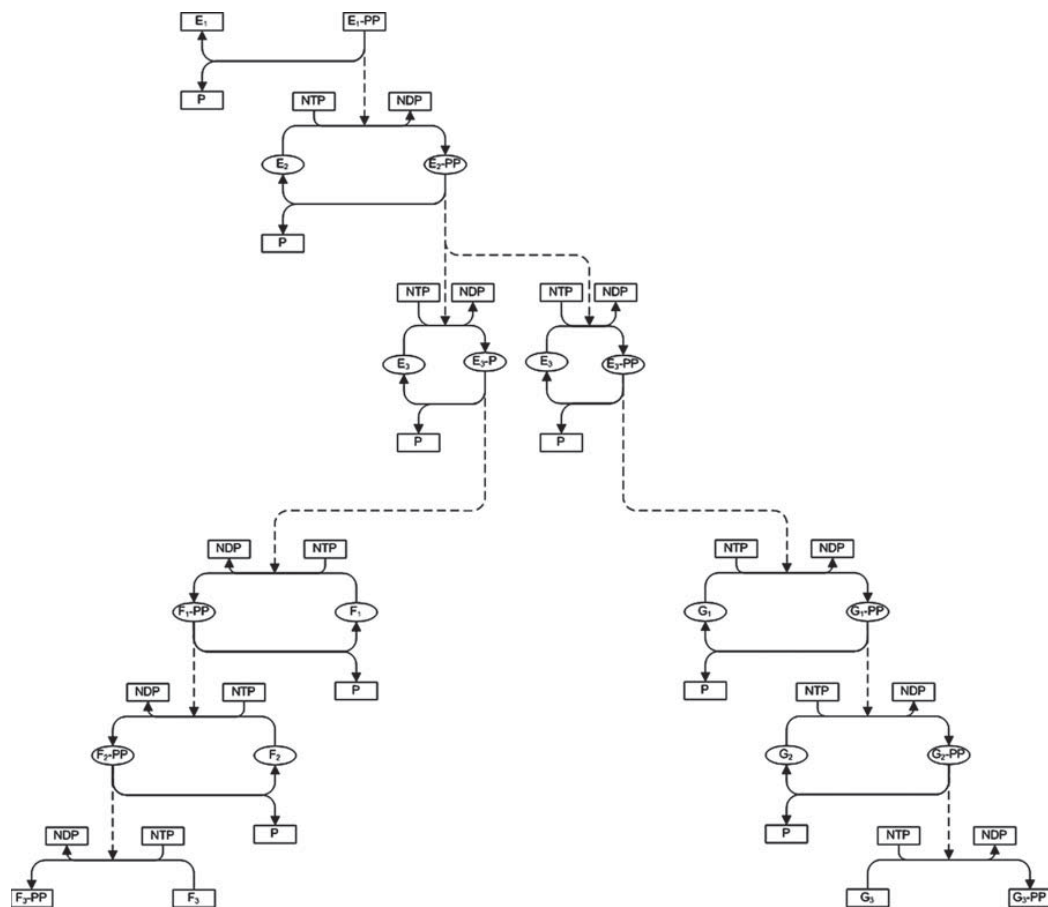 E₁ E₁-PP
P
NTP NDP
E₂ E₂-PP
P
NTP NDP NTP NDP
E₃ E₃-P E₃ E₃-PP
P P
NDP NTP NTP NDP
F₁-PP F₁ G₁ G₁-PP
P P
NDP NTP NTP NDP
F₂-PP F₂ G₂ G₂-PP
P P
NDP NTP NTP NDP
F₃-PP F₃ G₃ G₃-PP